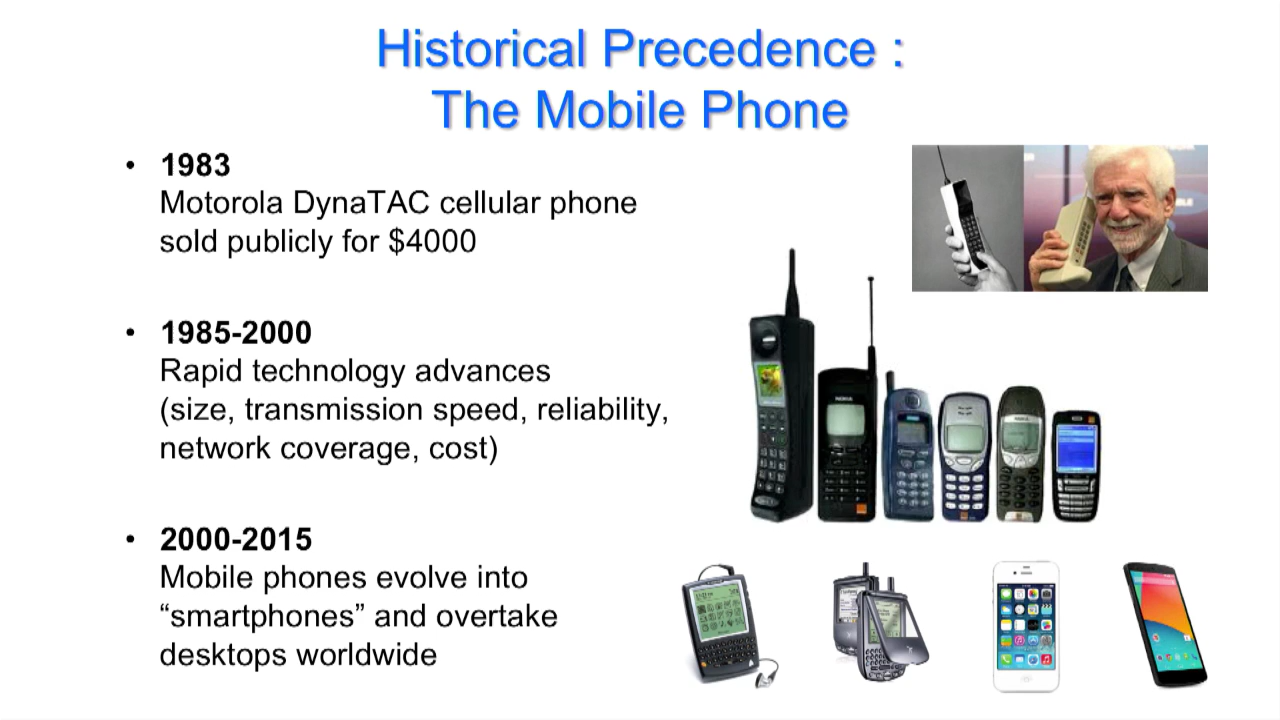 Historical Precedence :
The Mobile Phone
• 1983
Motorola DynaTAC cellular phone
sold publicly for $4000
• 1985-2000
Rapid technology advances
(size, transmission speed, reliability,
network coverage, cost)
• 2000-2015
Mobile phones evolve into
“smartphones” and overtake
desktops worldwide
NOKIA